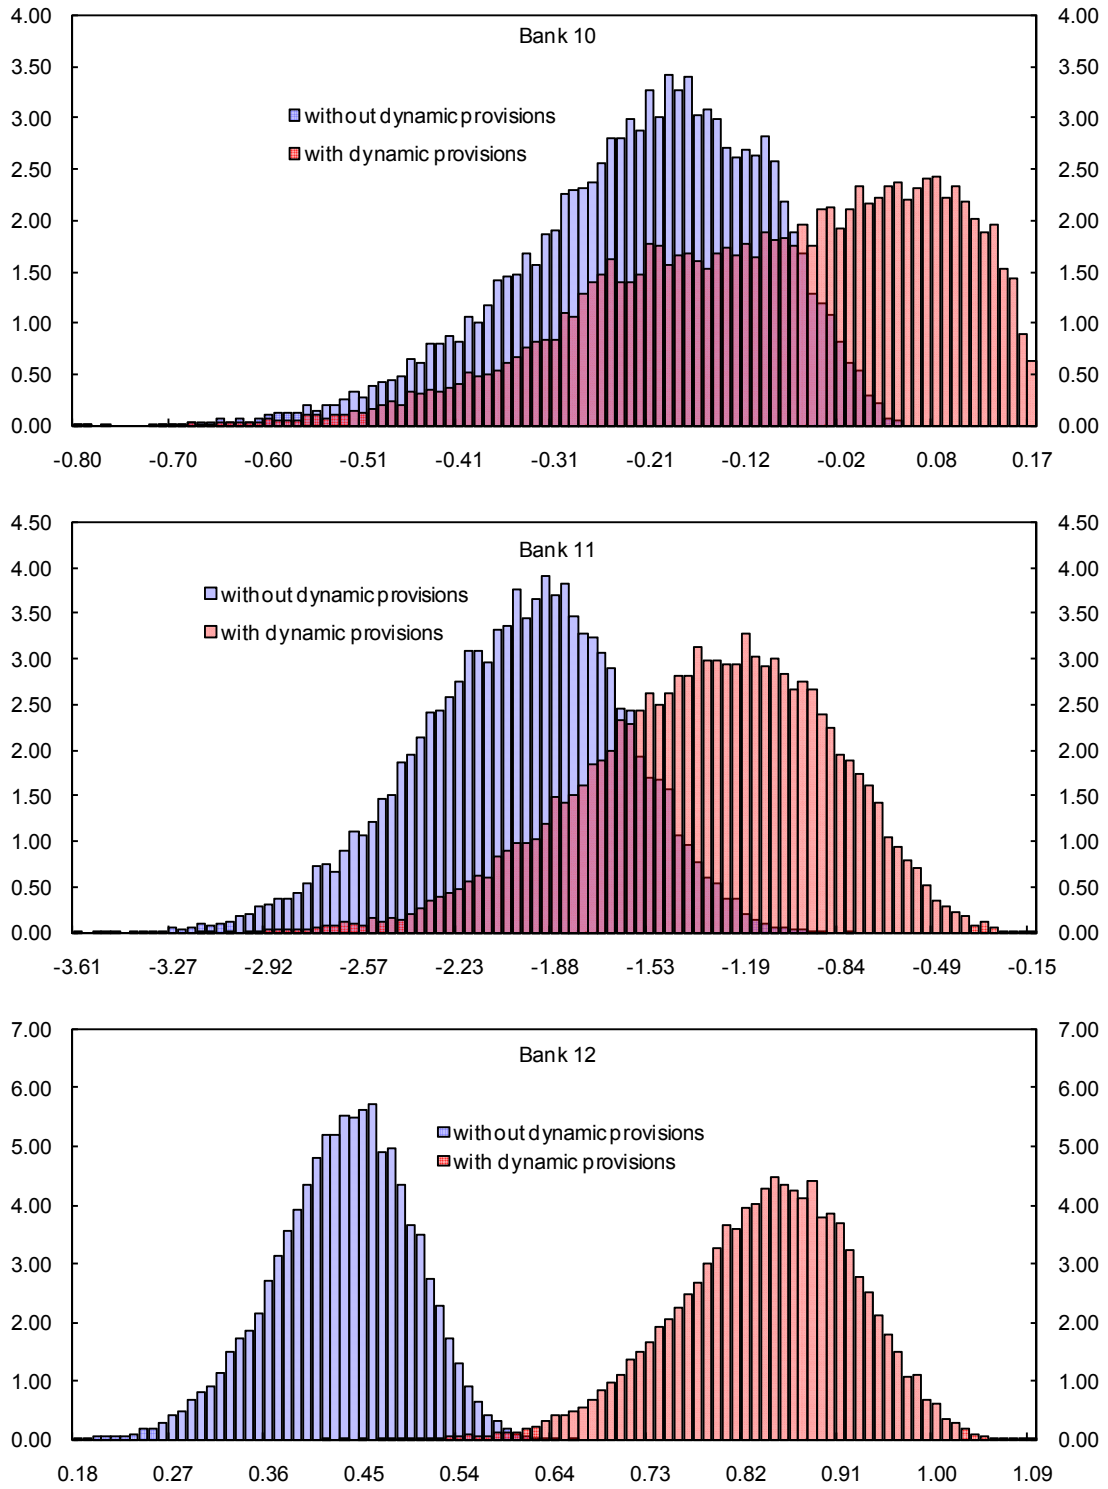 Bank 10
4.00 4.00
3.50 3.50
without dynamic provisions
3.00 3.00
with dynamic provisions
2.50 2.50
2.00 2.00
1.50 1.50
1.00 1.00
0.50 0.50
0.00 0.00
-0.80 -0.70 -0.60 -0.51 -0.41 -0.31 -0.21 -0.12 -0.02 0.08 0.17
4.50 4.50
Bank 11
4.00 4.00
without dynamic provisions
3.50 3.50
with dynamic provisions
3.00 3.00
2.50 2.50
2.00 2.00
1.50 1.50
1.00 1.00
0.50 0.50
0.00 0.00
-3.61 -3.27 -2.92 -2.57 -2.23 -1.88 -1.53 -1.19 -0.84 -0.49 -0.15
7.00 7.00
Bank 12
6.00 6.00
without dynamic provisions
5.00 5.00
with dynamic provisions
4.00 4.00
3.00 3.00
2.00 2.00
1.00 1.00
0.00 0.00
0.18 0.27 0.36 0.45 0.54 0.64 0.73 0.82 0.91 1.00 1.09